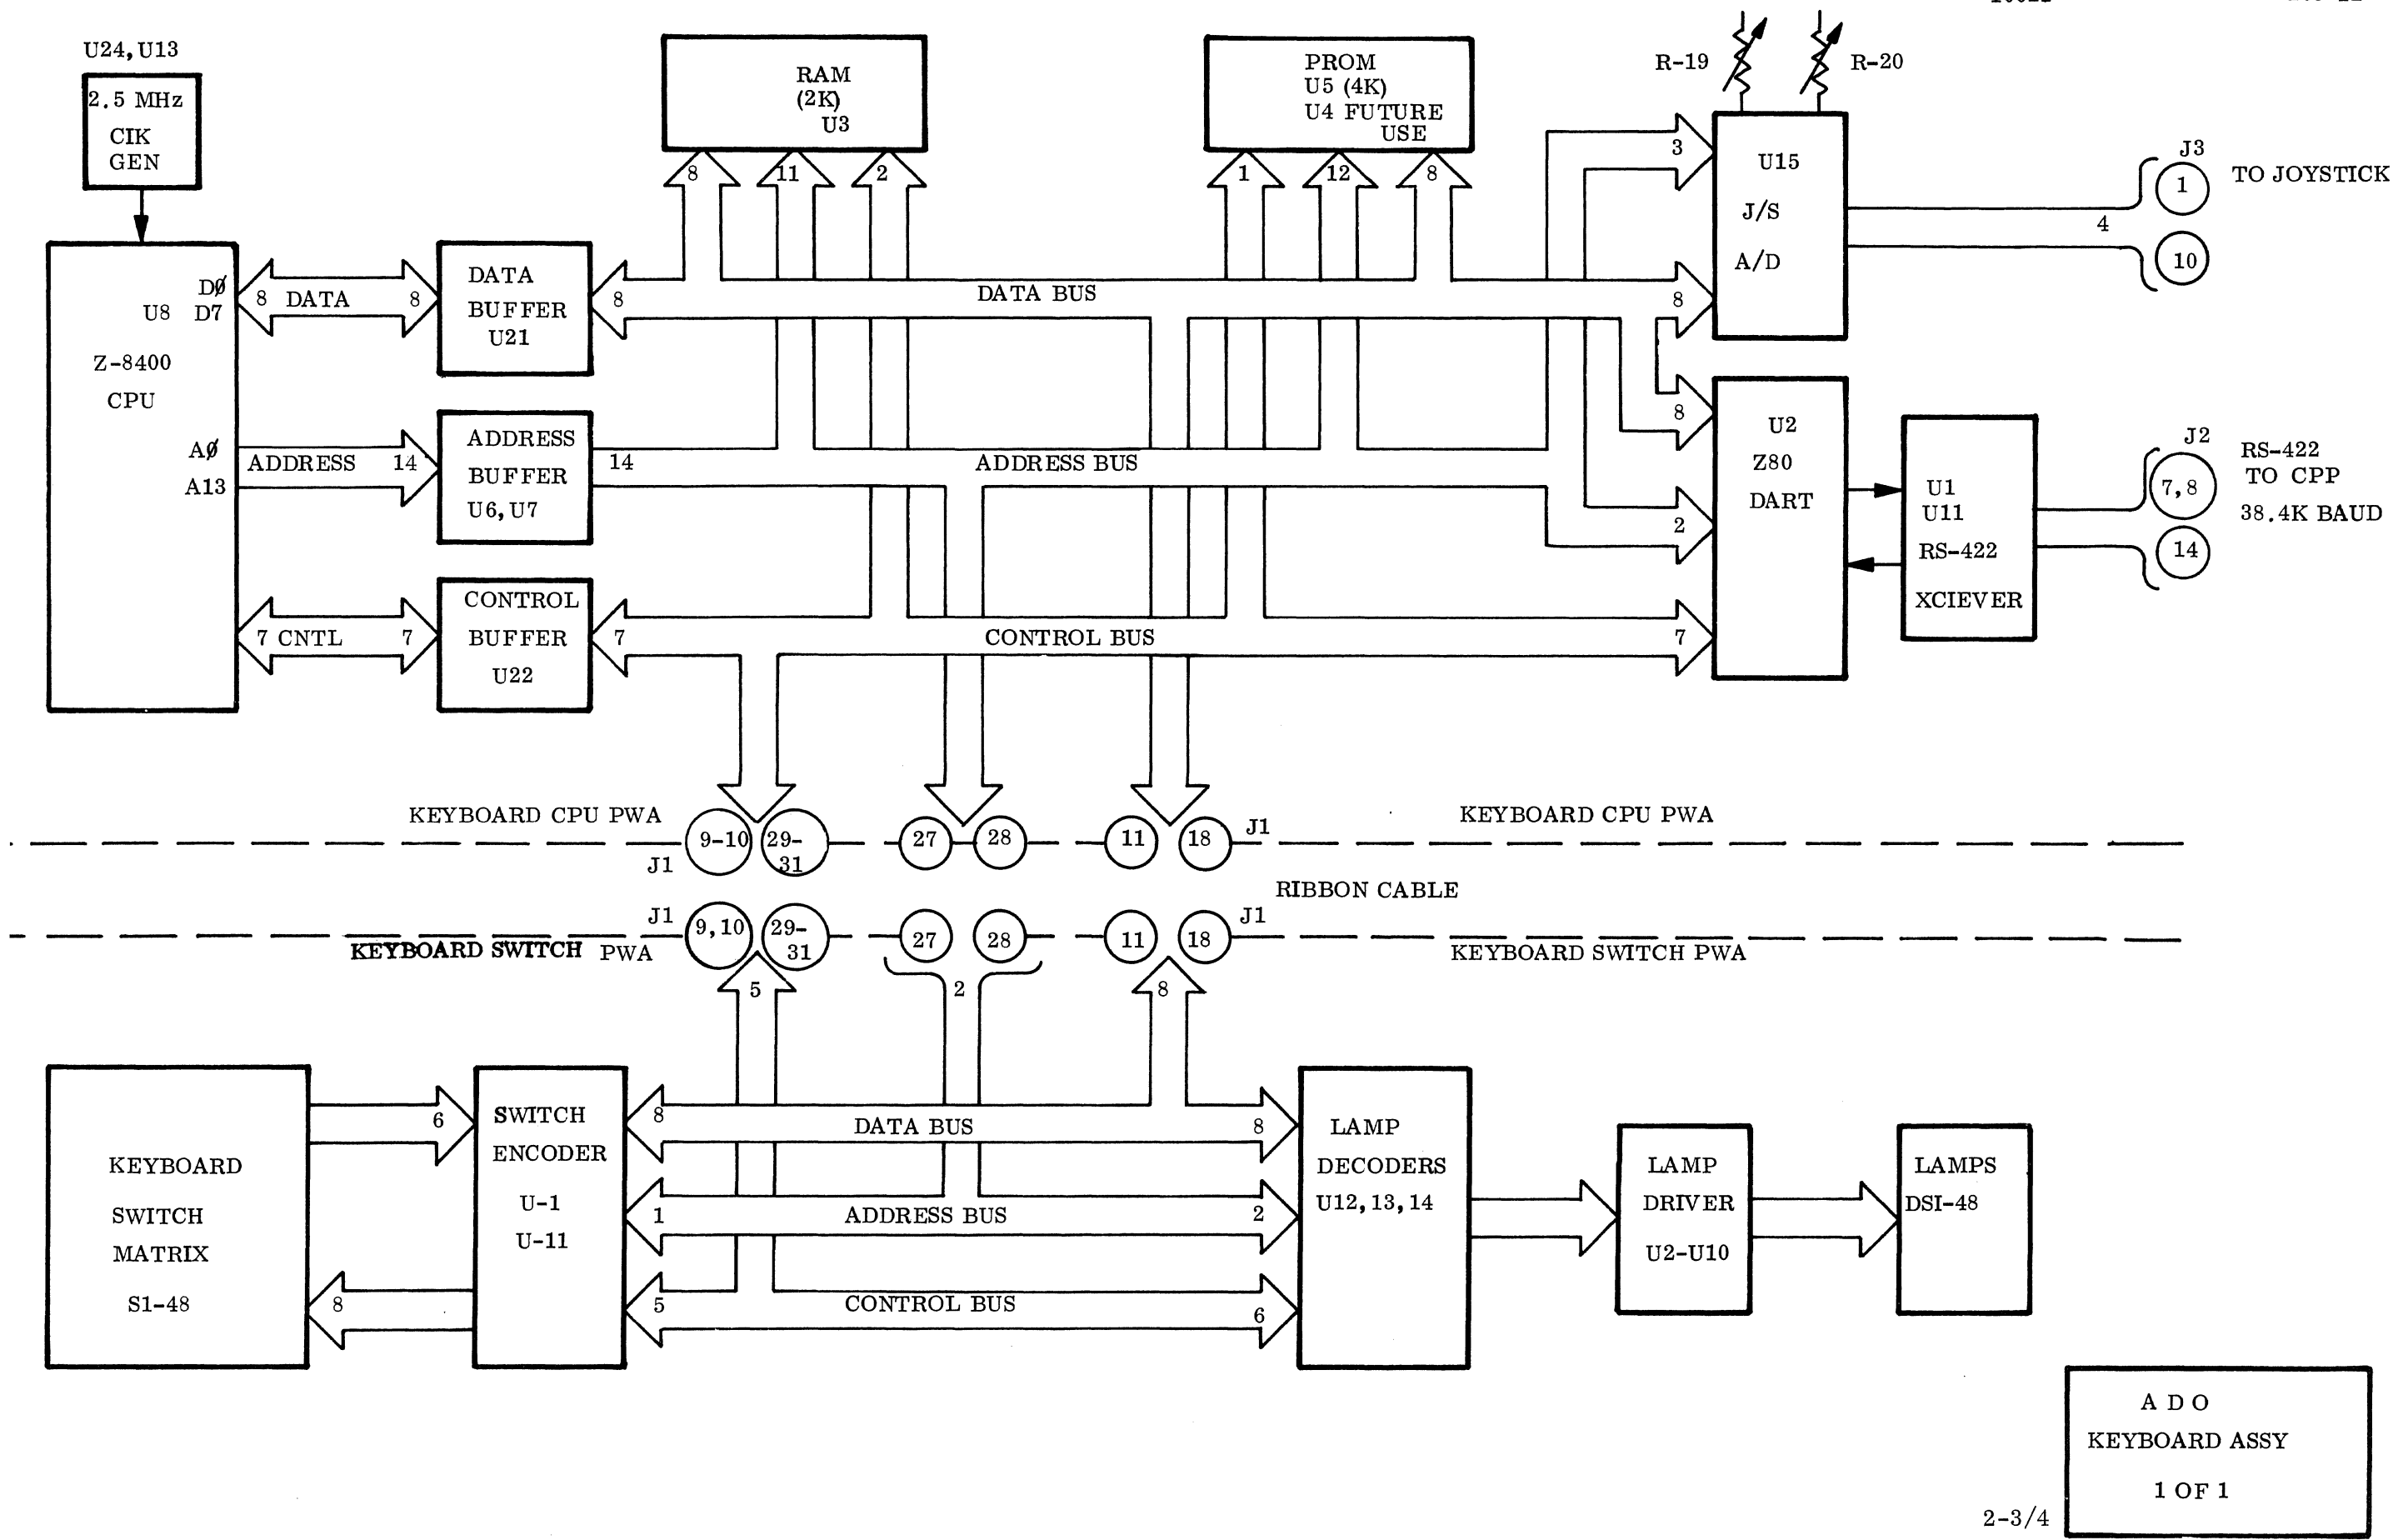 U24, U13
2.5 MHz
CIK
GEN
RAM
(2K)
U3
PROM
U5 (4K)
U4 FUTURE
USE
R-19
R-20
8
11
2
1
12
8
3
U15
J/S
A/D
J3
1
TO JOYSTICK
4
10
DØ
U8 D7
Z-8400
CPU
AØ
A13
8 DATA 8
DATA
BUFFER
U21
8
DATA BUS
8
ADDRESS 14
ADDRESS
BUFFER
U6, U7
14
ADDRESS BUS
8
2
U2
Z80
DART
U1
U11
RS-422
XCIEVER
J2
7, 8
14
RS-422
TO CPP
38.4K BAUD
7 CNTL 7
CONTROL
BUFFER
U22
7
CONTROL BUS
7
KEYBOARD CPU PWA
KEYBOARD CPU PWA
J1
9-10
29-
31
27
28
11
18
J1
RIBBON CABLE
J1
9, 10
29-
31
27
28
11
18
J1
KEYBOARD SWITCH PWA
KEYBOARD SWITCH PWA
5
2
8
KEYBOARD
SWITCH
MATRIX
S1-48
6
8
SWITCH
ENCODER
U-1
U-11
8
DATA BUS
8
1
ADDRESS BUS
2
5
CONTROL BUS
6
LAMP
DECODERS
U12, 13, 14
LAMP
DRIVER
U2-U10
LAMPS
DSI-48
A D O
KEYBOARD ASSY
1 OF 1
2-3/4